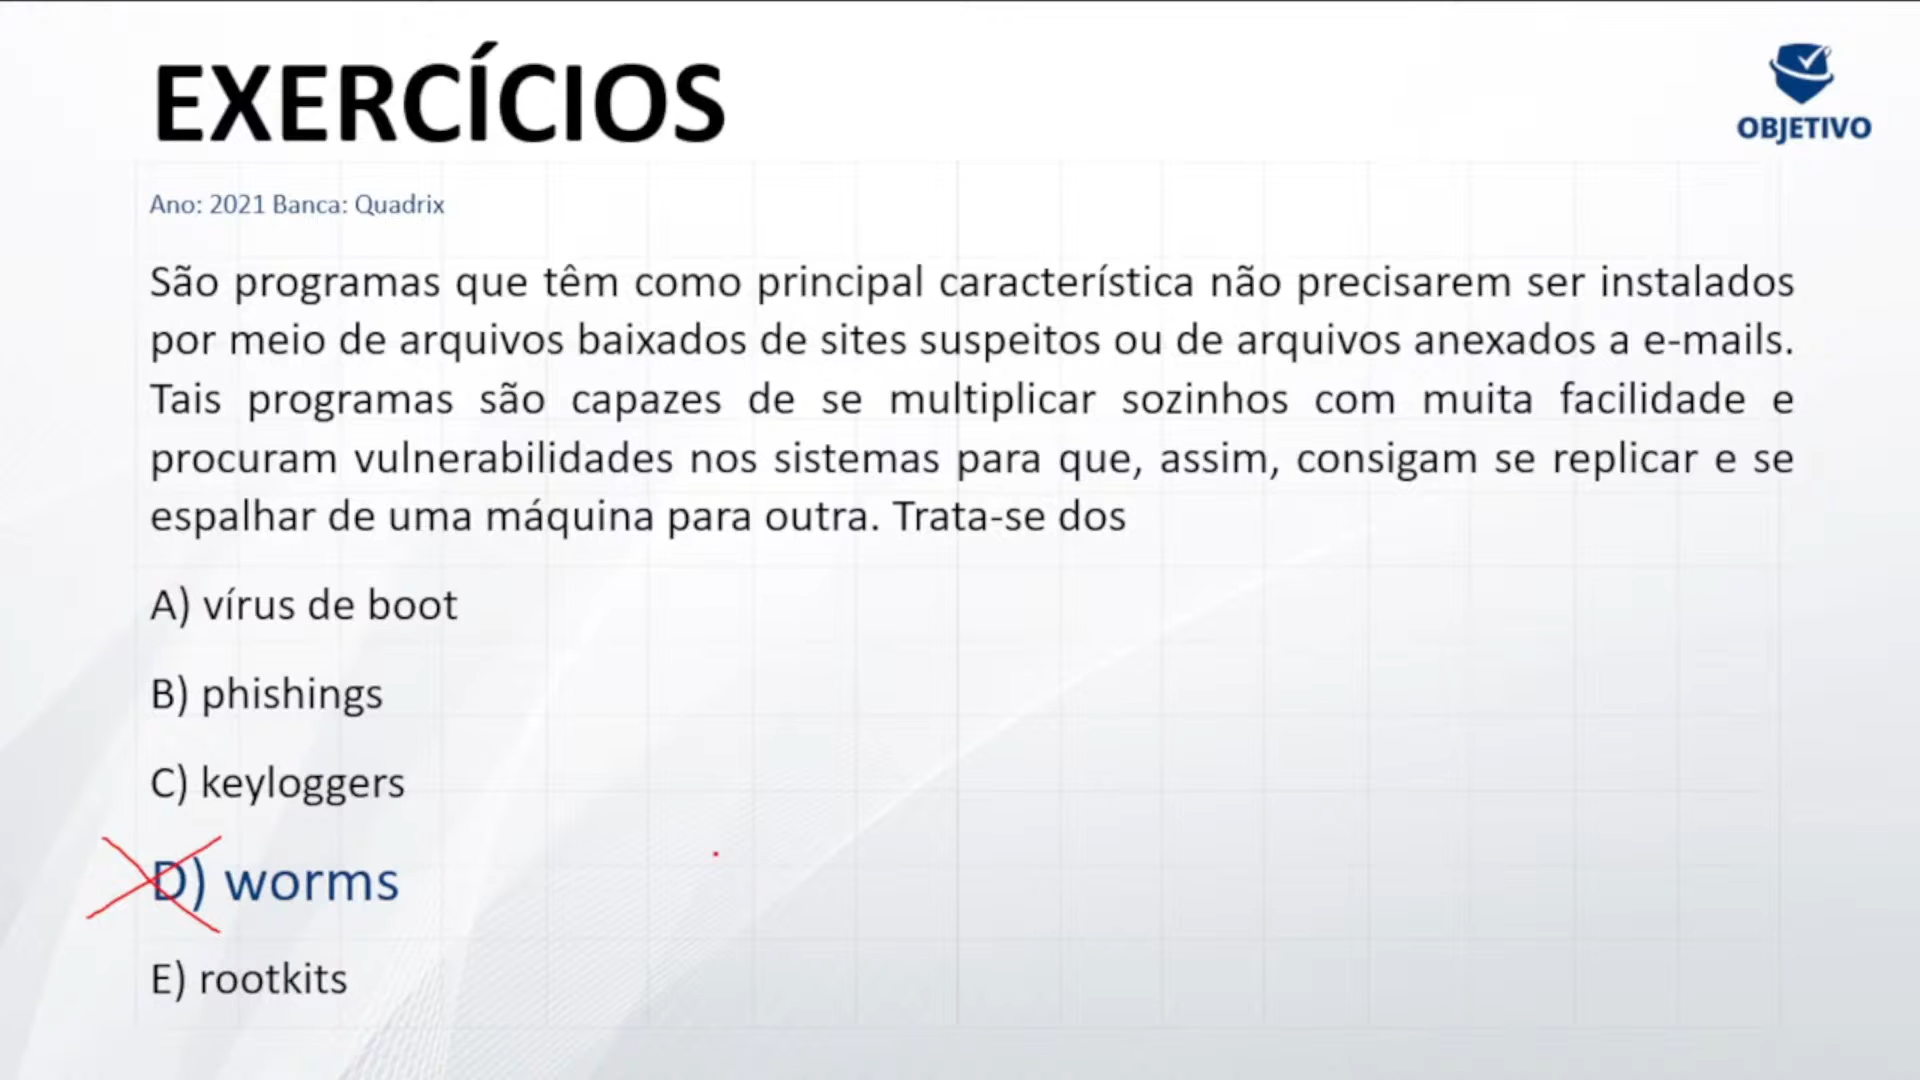 EXERCÍCIOS
OBJETIVO
Ano: 2021 Banca: Quadrix
São programas que têm como principal característica não precisarem ser instalados
por meio de arquivos baixados de sites suspeitos ou de arquivos anexados a e-mails.
Tais programas são capazes de se multiplicar sozinhos com muita facilidade e
procuram vulnerabilidades nos sistemas para que, assim, consigam se replicar e se
espalhar de uma máquina para outra. Trata-se dos
A) vírus de boot
B) phishings
C) keyloggers
D) worms
E) rootkits